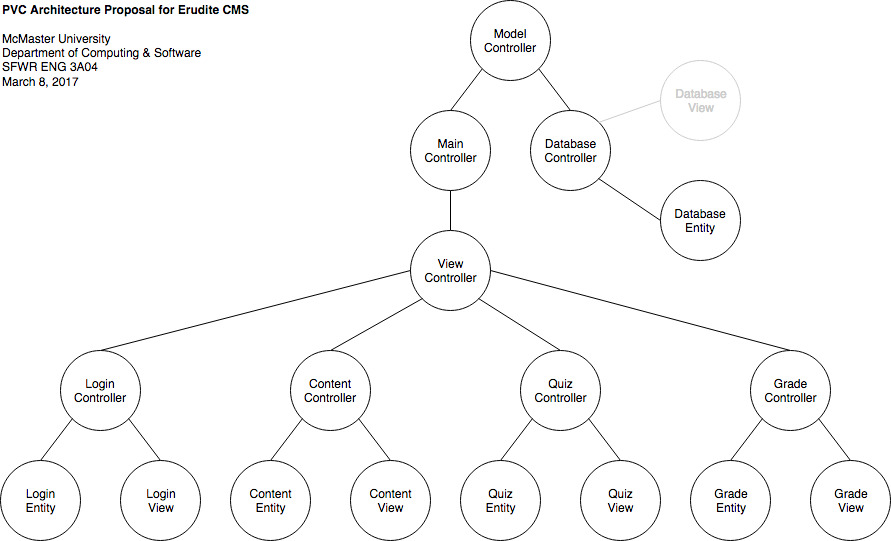 PVC Architecture Proposal for Erudite CMS
McMaster University
Department of Computing & Software
SFWR ENG 3A04
March 8, 2017
Model
Controller
Database
View
Main
Controller
Database
Controller
Database
Entity
View
Controller
Login
Controller
Content
Controller
Quiz
Controller
Grade
Controller
Login
Entity
Login
View
Content
Entity
Content
View
Quiz
Entity
Quiz
View
Grade
Entity
Grade
View